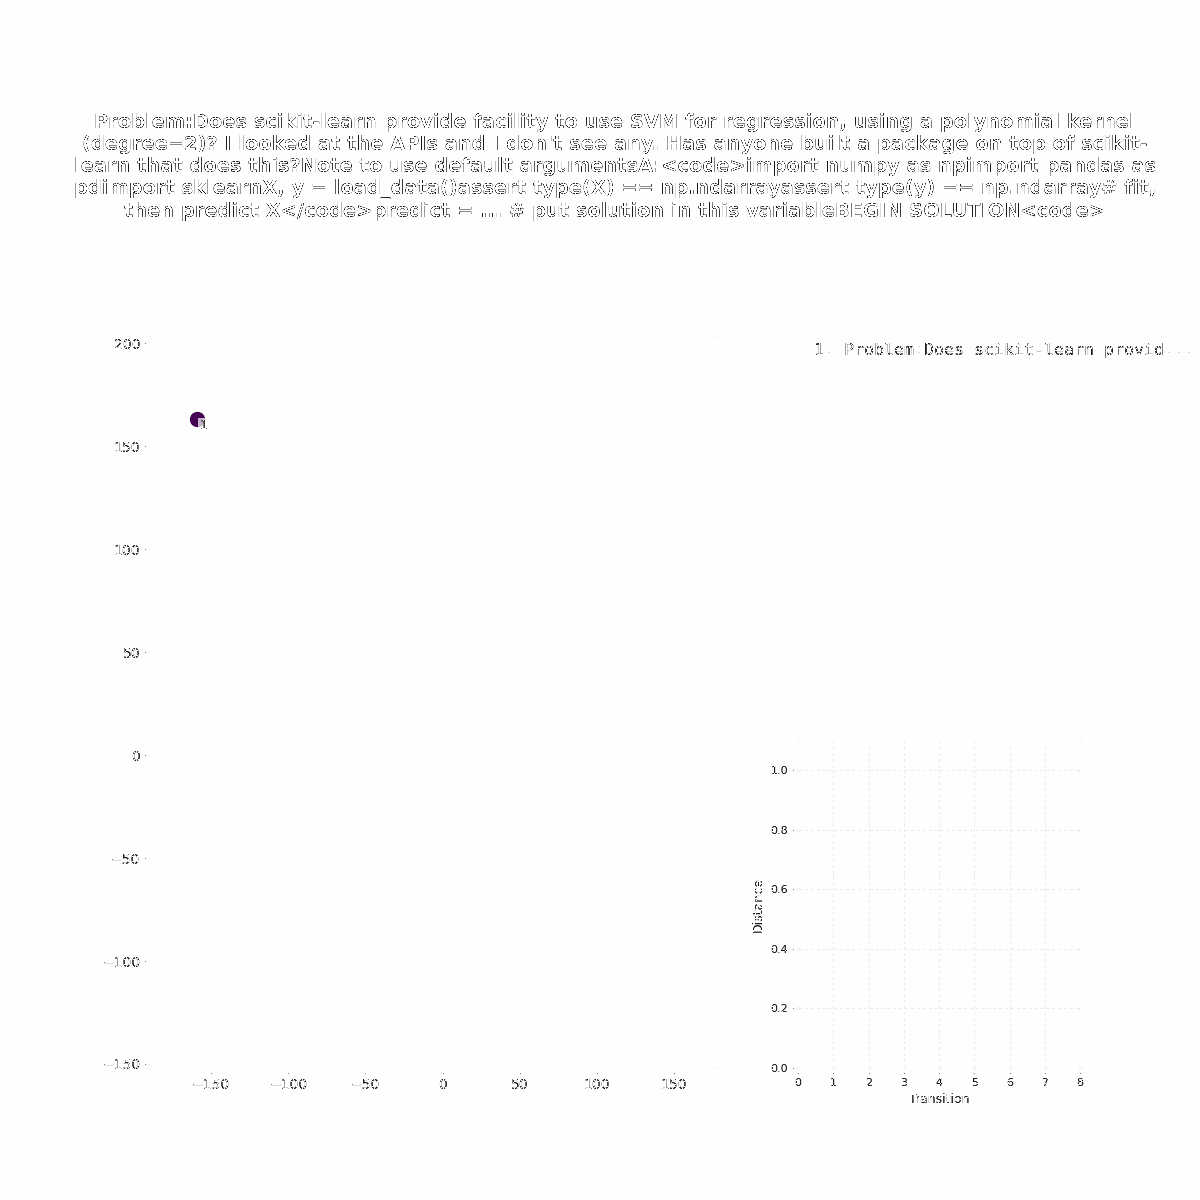 Problem:Does scikit-learn provide facility to use SVM for regression, using a polynomial kernel
(degree=2)? I looked at the APIs and I don't see any. Has anyone built a package on top of scikit-
learn that does this?Note to use default argumentsA:<code>import numpy as npimport pandas as
pdimport sklearnX, y = load_data()assert type(X) == np.ndarrayassert type(y) == np.ndarray# fit,
then predict X</code>predict = ... # put solution in this variableBEGIN SOLUTION<code>
200
1. Problem:Does scikit-learn provid...
1
150
100
50
0
−50
−100
−150
−150 −100 −50 0 50 100 150
1.0
0.8
0.6
0.4
0.2
0.0
Distance
0 1 2 3 4 5 6 7 8
Transition